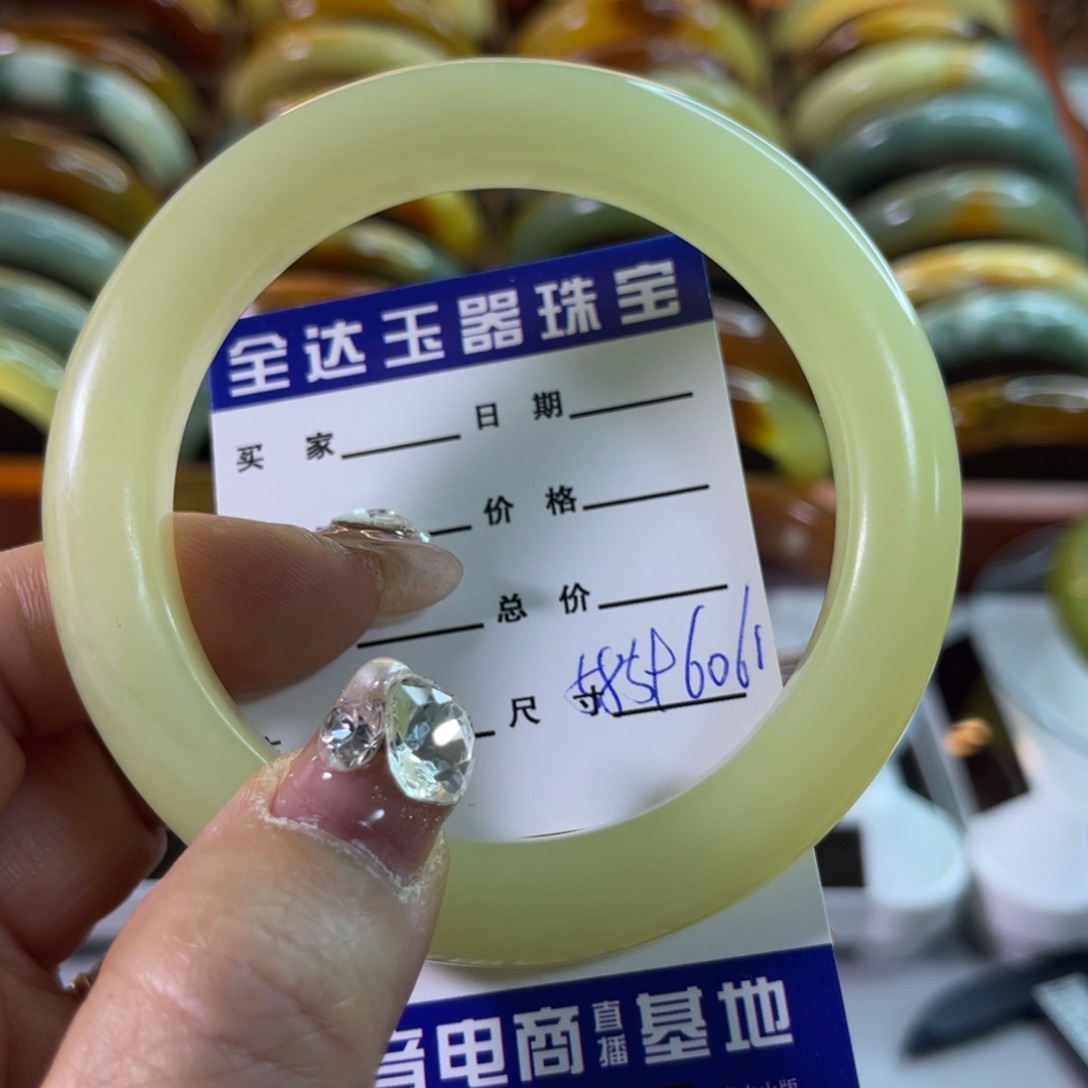 全达玉器珠宝
买 家 日 期
价 格
总 价
尺 寸
音电商直播基地